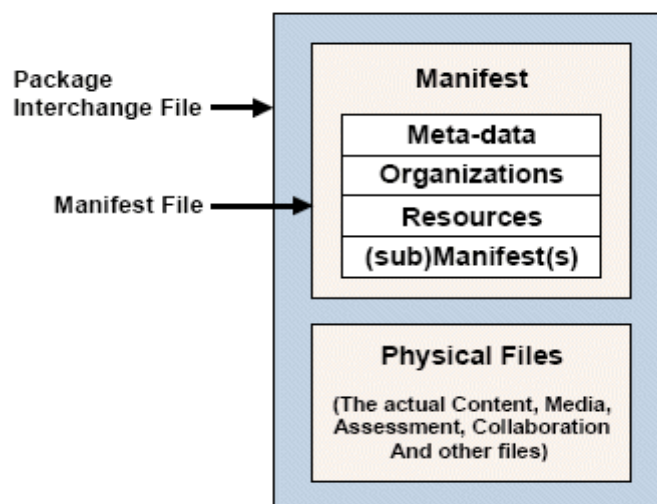 Package
Interchange File
Manifest File
Manifest
Meta-data
Organizations
Resources
(sub)Manifest(s)
Physical Files
(The actual Content, Media,
Assessment, Collaboration
And other files)